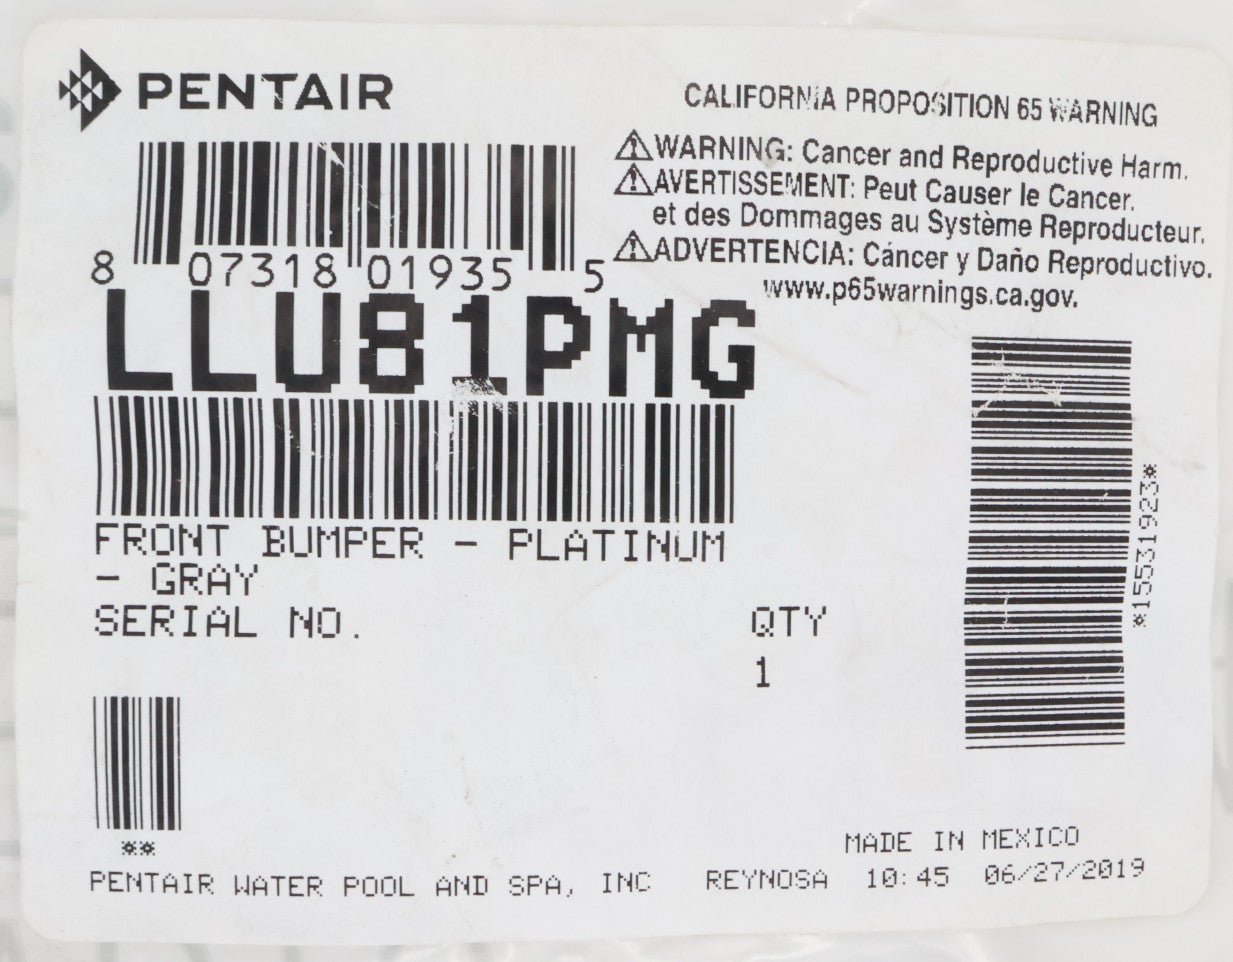 PENTAIR
CALIFORNIA PROPOSITION 65 WARNING
WARNING: Cancer and Reproductive Harm.
AVERTISSEMENT: Peut Causer le Cancer.
et des Dommages au Système Reproducteur.
ADVERTENCIA: Cáncer y Daño Reproductivo.
www.p65warnings.ca.gov.
8 07318 01935 5
LLU81PMG
FRONT BUMPER - PLATINUM
- GRAY
SERIAL NO.
QTY
1
*15531923*
**
MADE IN MEXICO
PENTAIR WATER POOL AND SPA, INC REYNOSA 10:45 06/27/2019